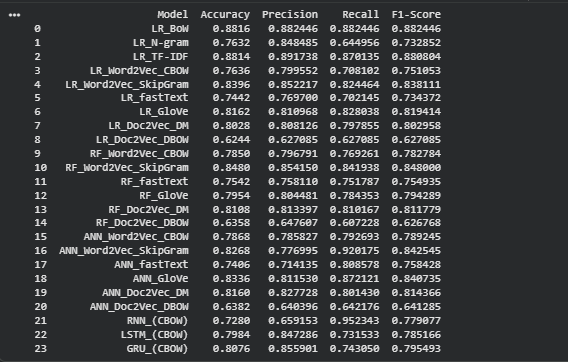 Model Accuracy Precision Recall F1-Score
0 LR_BoW 0.8816 0.882446 0.882446 0.882446
1 LR_N-gram 0.7632 0.848485 0.644956 0.732852
2 LR_TF-IDF 0.8814 0.891738 0.870135 0.880804
3 LR_Word2Vec_CBOW 0.7636 0.799552 0.708102 0.751053
4 LR_Word2Vec_SkipGram 0.8396 0.852217 0.824464 0.838111
5 LR_fastText 0.7442 0.769700 0.702145 0.734372
6 LR_GloVe 0.8162 0.810968 0.828038 0.819414
7 LR_Doc2Vec_DM 0.8028 0.808126 0.797855 0.802958
8 LR_Doc2Vec_DBOW 0.6244 0.627085 0.627085 0.627085
9 RF_Word2Vec_CBOW 0.7850 0.796791 0.769261 0.782784
10 RF_Word2Vec_SkipGram 0.8480 0.854150 0.841938 0.848000
11 RF_fastText 0.7542 0.758110 0.751787 0.754935
12 RF_GloVe 0.7954 0.804481 0.784353 0.794289
13 RF_Doc2Vec_DM 0.8108 0.813397 0.810167 0.811779
14 RF_Doc2Vec_DBOW 0.6358 0.647607 0.607228 0.626768
15 ANN_Word2Vec_CBOW 0.7868 0.785827 0.792693 0.789245
16 ANN_Word2Vec_SkipGram 0.8268 0.776995 0.920175 0.842545
17 ANN_fastText 0.7406 0.714135 0.808578 0.758428
18 ANN_GloVe 0.8336 0.811530 0.872121 0.840735
19 ANN_Doc2Vec_DM 0.8160 0.827728 0.801430 0.814366
20 ANN_Doc2Vec_DBOW 0.6382 0.640396 0.642176 0.641285
21 RNN_(CBOW) 0.7280 0.659153 0.952343 0.779077
22 LSTM_(CBOW) 0.7984 0.847286 0.731533 0.785166
23 GRU_(CBOW) 0.8076 0.855901 0.743050 0.795493